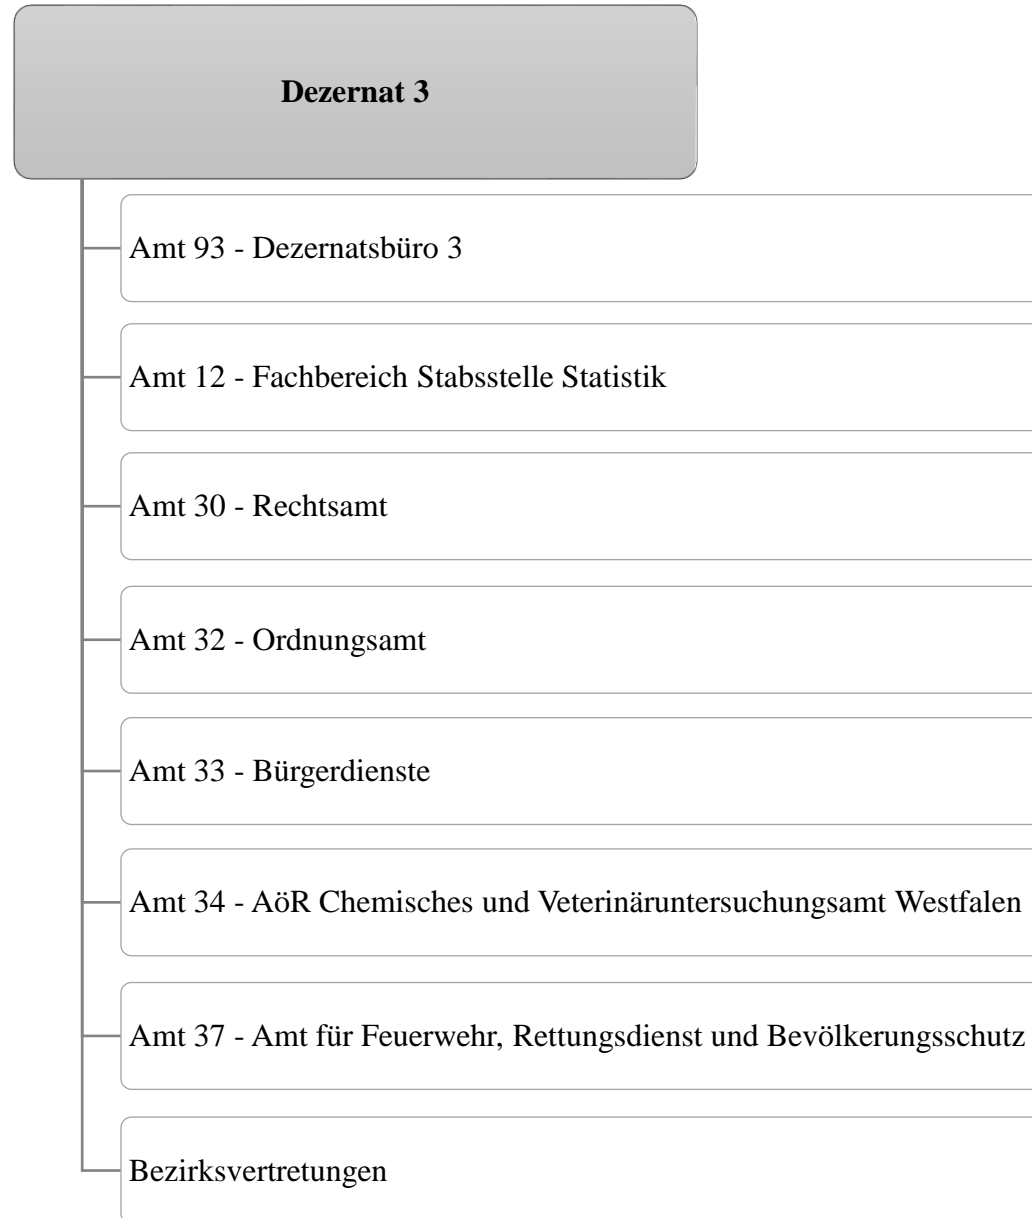 Dezernat 3
Amt 93 - Dezernatsbüro 3
Amt 12 - Fachbereich Stabsstelle Statistik
Amt 30 - Rechtsamt
Amt 32 - Ordnungsamt
Amt 33 - Bürgerdienste
Amt 34 - AöR Chemisches und Veterinäruntersuchungsamt Westfalen
Amt 37 - Amt für Feuerwehr, Rettungsdienst und Bevölkerungsschutz
Bezirksvertretungen